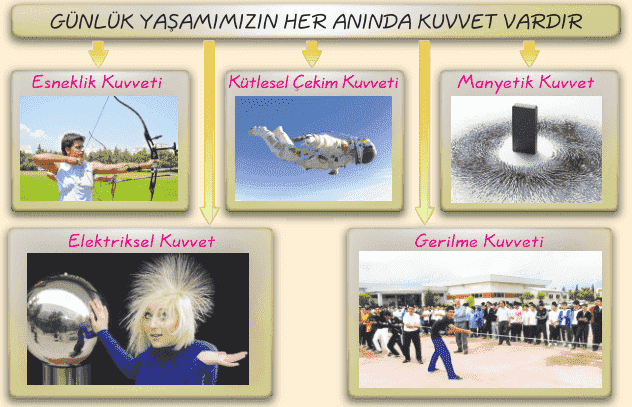 GÜNLÜK YAŞAMIMIZIN HER ANINDA KUVVET VARDIR
Esneklik Kuvveti
Kütlesel Çekim Kuvveti
Manyetik Kuvvet
Elektriksel Kuvvet
Gerilme Kuvveti